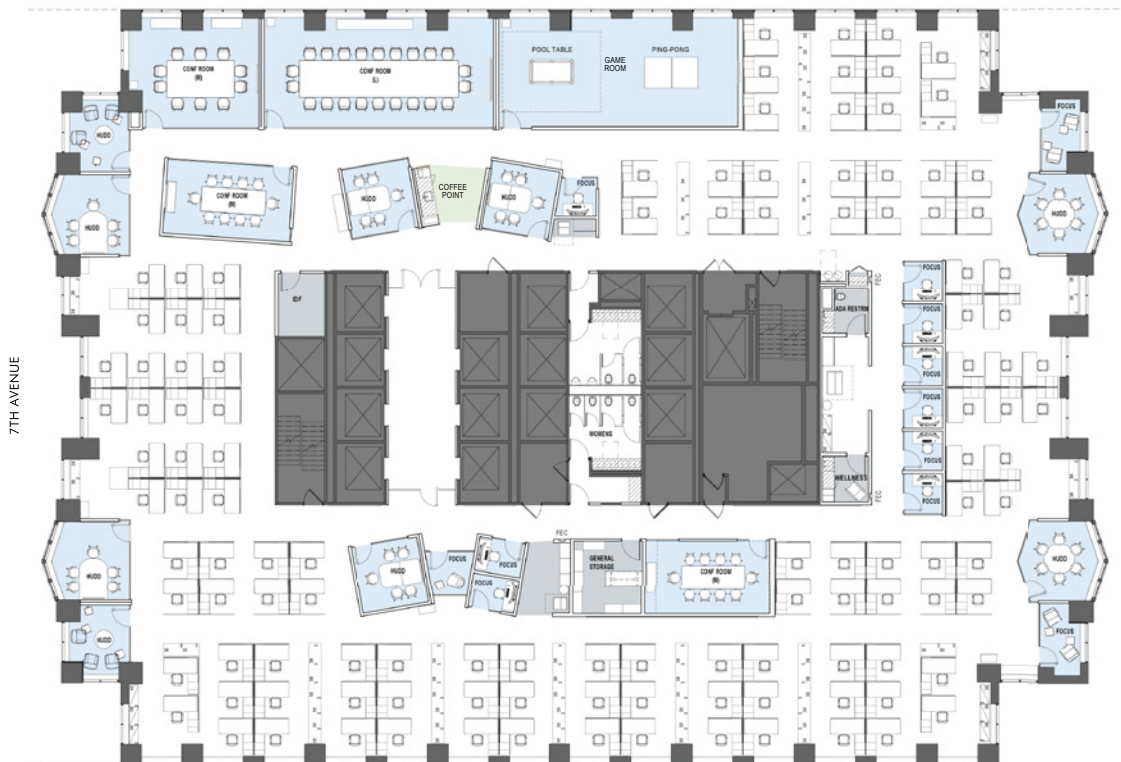 POOL TABLE
PING-PONG
GAME
ROOM
CONF ROOM
(M)
CONF ROOM
(L)
FOCUS
HUDD
HUDD
CONF ROOM
(M)
HUDD
COFFEE
POINT
HUDD
FOCUS
HUDD
FOCUS
IDF
FEC
ADA RESTRM
FOCUS
FOCUS
7TH AVENUE
FOCUS
WOMENS
FOCUS
FOCUS
WELLNESS
FOCUS
FEC
FEC
HUDD
HUDD
FOCUS
FOCUS
FOCUS
GENERAL
STORAGE
CONF ROOM
(M)
HUDD
HUDD
FOCUS